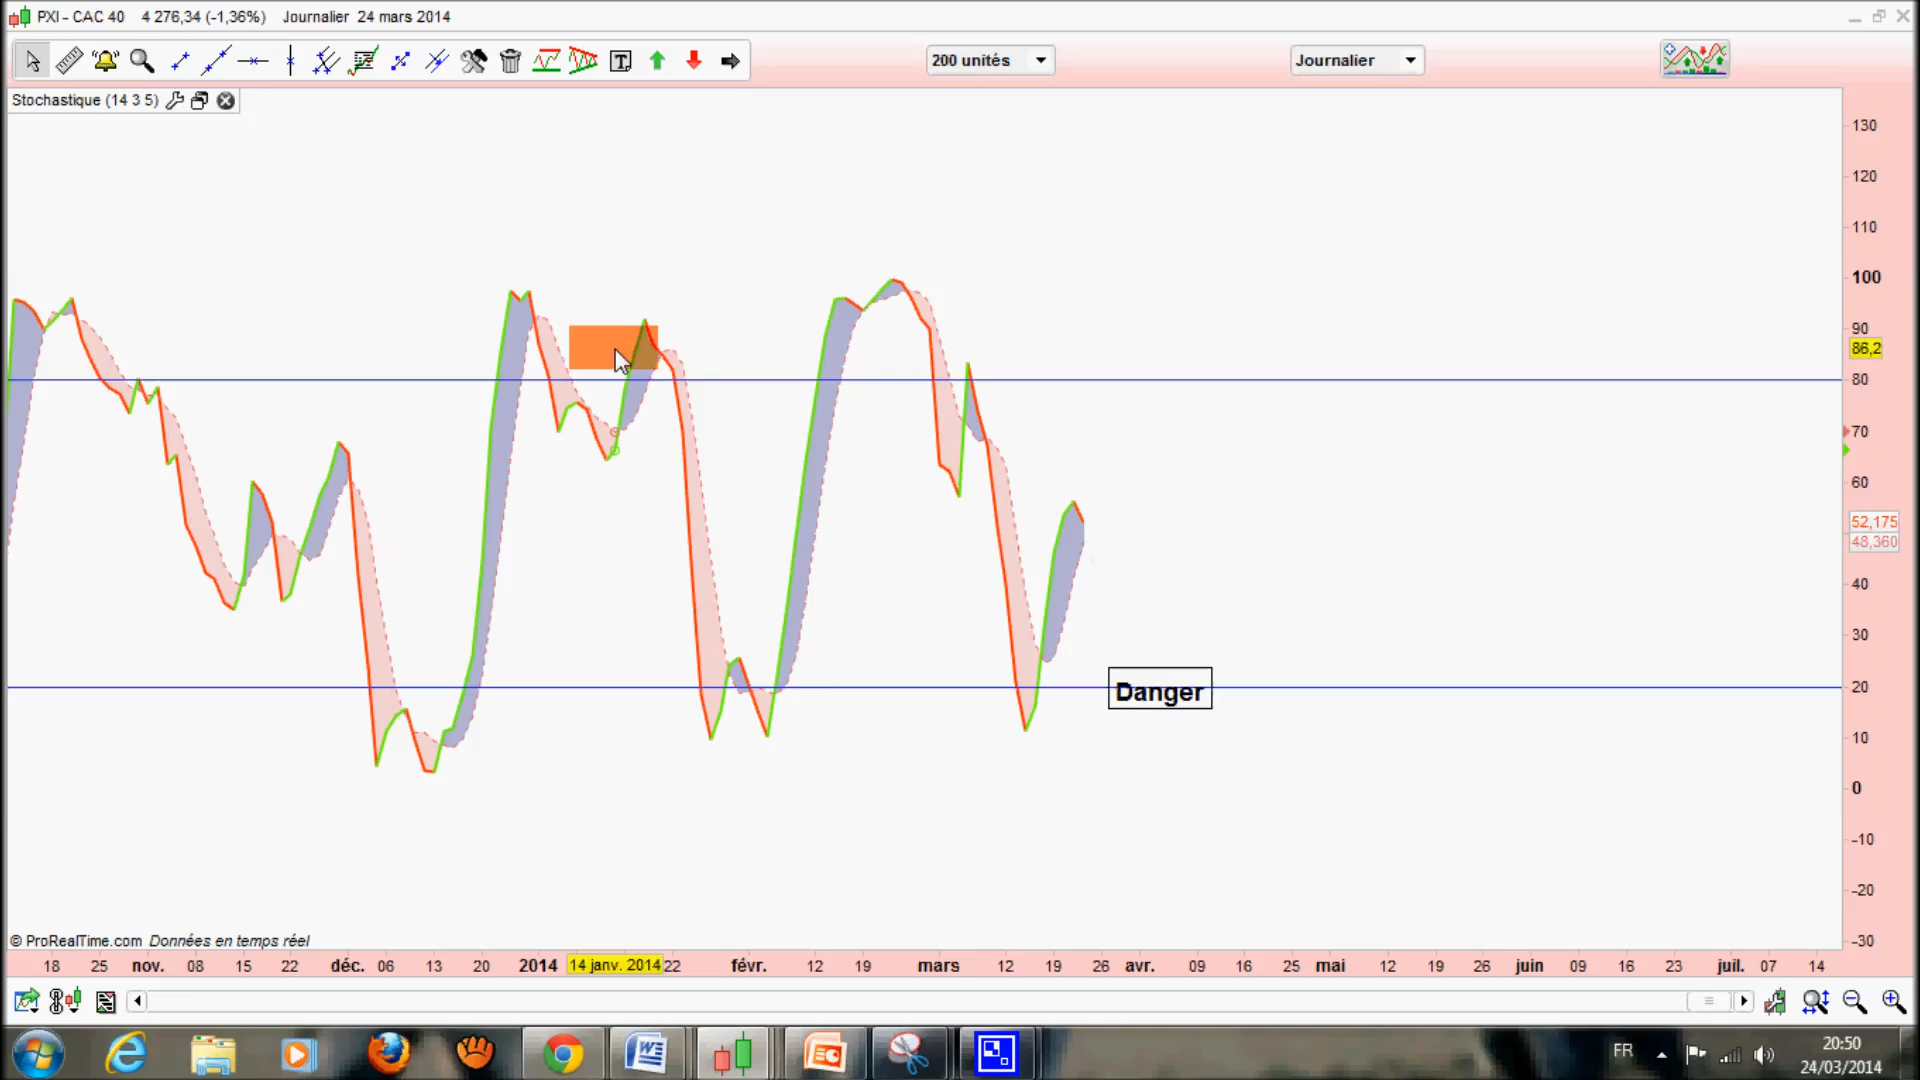 PXI - CAC 40 4 276,34 (-1,36%) Journalier 24 mars 2014
200 unités
Journalier
Stochastique (14 3 5)
130
120
110
100
90
86,2
80
70
60
52,175
48,360
40
30
20
10
0
-10
-20
-30
Danger
© ProRealTime.com Données en temps réel
18 25 nov. 08 15 22 déc. 06 13 20 2014 14 janv. 2014 22 févr. 12 19 mars 12 19 26 avr. 09 16 25 mai 12 19 26 juin 09 16 23 juil. 07 14
FR
20:50
24/03/2014